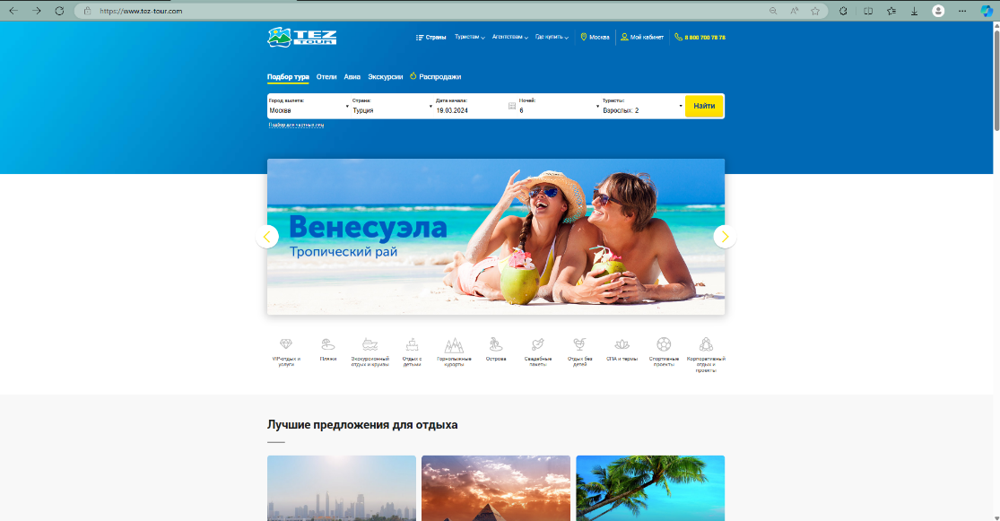 https://www.tez-tour.com
TEZ
TOUR
Страны
Туристам
Агентствам
Где купить
Москва
Мой кабинет
8 800 700 78 78
Подбор тура
Отели
Авиа
Экскурсии
Распродажи
Город вылета:
Москва
Страна:
Турция
Дата начала:
19.03.2024
Ночей:
6
Туристы:
Взрослых: 2
Найти
Подбор для частных лиц
Венесуэла
Тропический рай
VIP-отдых и
услуги
Пляжи
Экскурсионный
отдых и круизы
Отдых с
детьми
Горнолыжные
курорты
Острова
Свадебные
пакеты
Отдых без
детей
СПА и термы
Спортивные
проекты
Корпоративный
отдых и
проекты
Лучшие предложения для отдыха